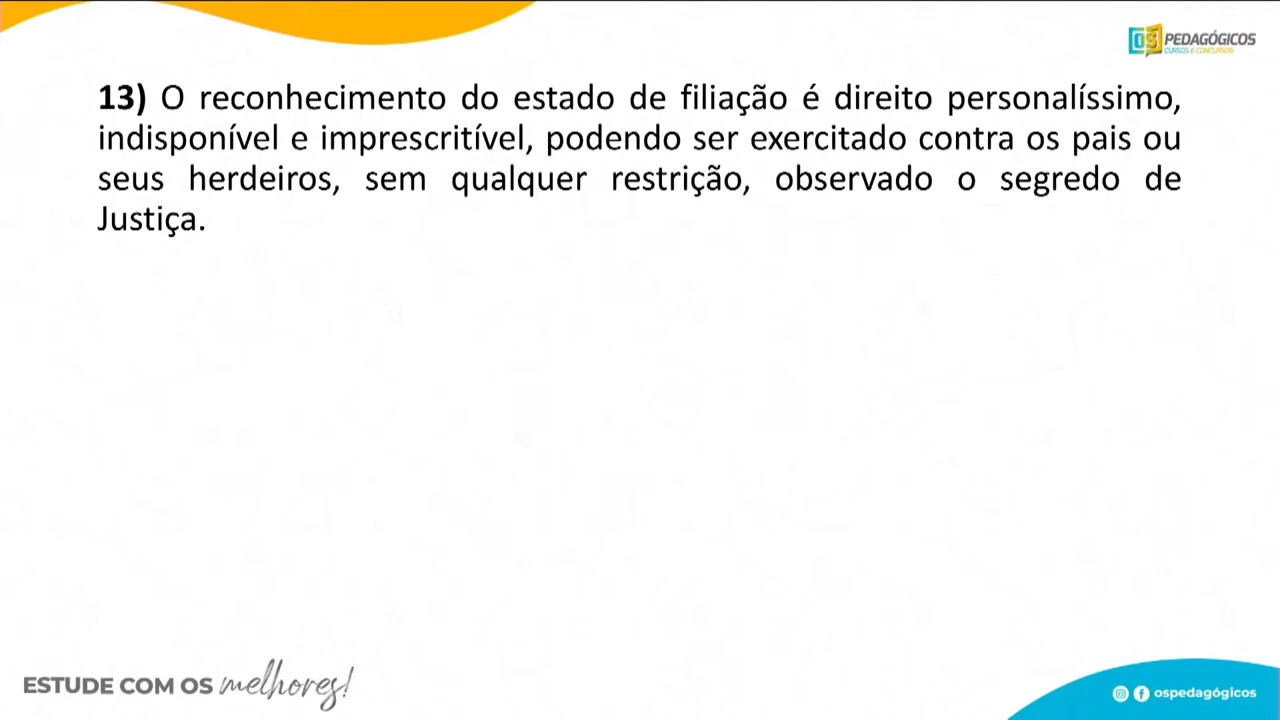 OS PEDAGÓGICOS
CURSOS E CONCURSOS
13) O reconhecimento do estado de filiação é direito personalíssimo,
indisponível e imprescritível, podendo ser exercitado contra os pais ou
seus herdeiros, sem qualquer restrição, observado o segredo de
Justiça.
ESTUDE COM OS melhores!
ospedagógicos